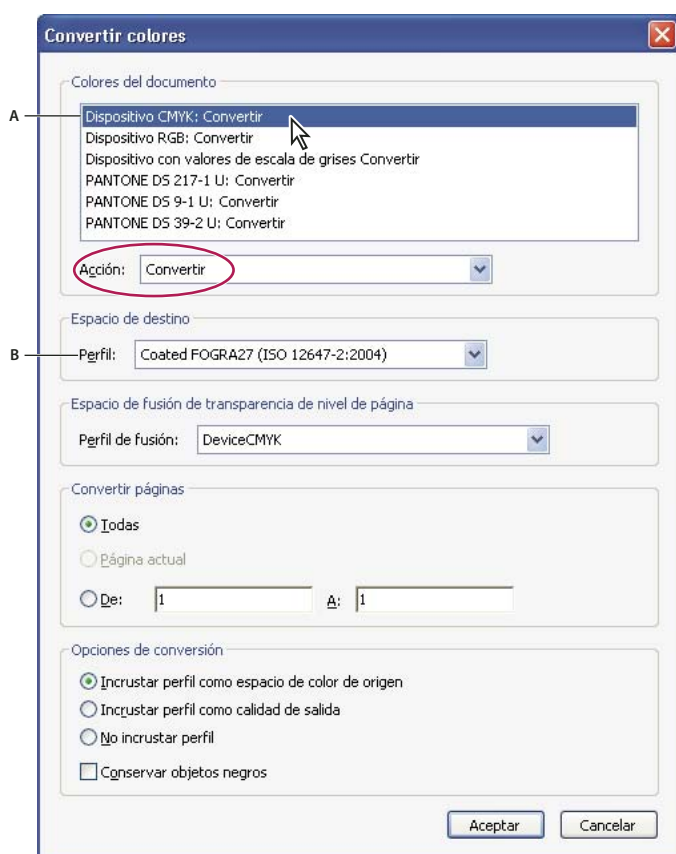 Convertir colores
Colores del documento
A
Dispositivo CMYK: Convertir
Dispositivo RGB: Convertir
Dispositivo con valores de escala de grises Convertir
PANTONE DS 217-1 U: Convertir
PANTONE DS 9-1 U: Convertir
PANTONE DS 39-2 U: Convertir
Acción: Convertir
Espacio de destino
B
Perfil: Coated FOGRA27 (ISO 12647-2:2004)
Espacio de fusión de transparencia de nivel de página
Perfil de fusión: DeviceCMYK
Convertir páginas
Todas
Página actual
De: 1 A: 1
Opciones de conversión
Incrustar perfil como espacio de color de origen
Incrustar perfil como calidad de salida
No incrustar perfil
Conservar objetos negros
Aceptar Cancelar